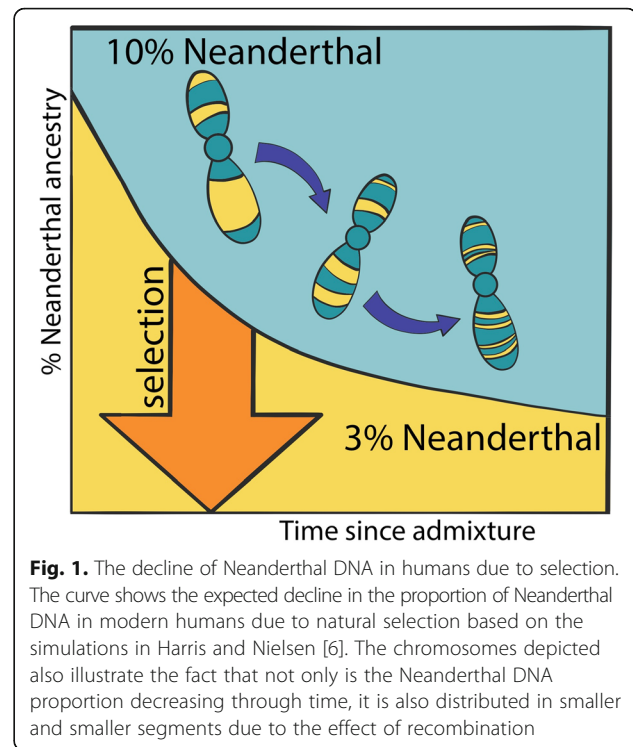 10% Neanderthal
% Neanderthal ancestry
selection
3% Neanderthal
Time since admixture
Fig. 1. The decline of Neanderthal DNA in humans due to selection.
The curve shows the expected decline in the proportion of Neanderthal
DNA in modern humans due to natural selection based on the
simulations in Harris and Nielsen [6]. The chromosomes depicted
also illustrate the fact that not only is the Neanderthal DNA
proportion decreasing through time, it is also distributed in smaller
and smaller segments due to the effect of recombination